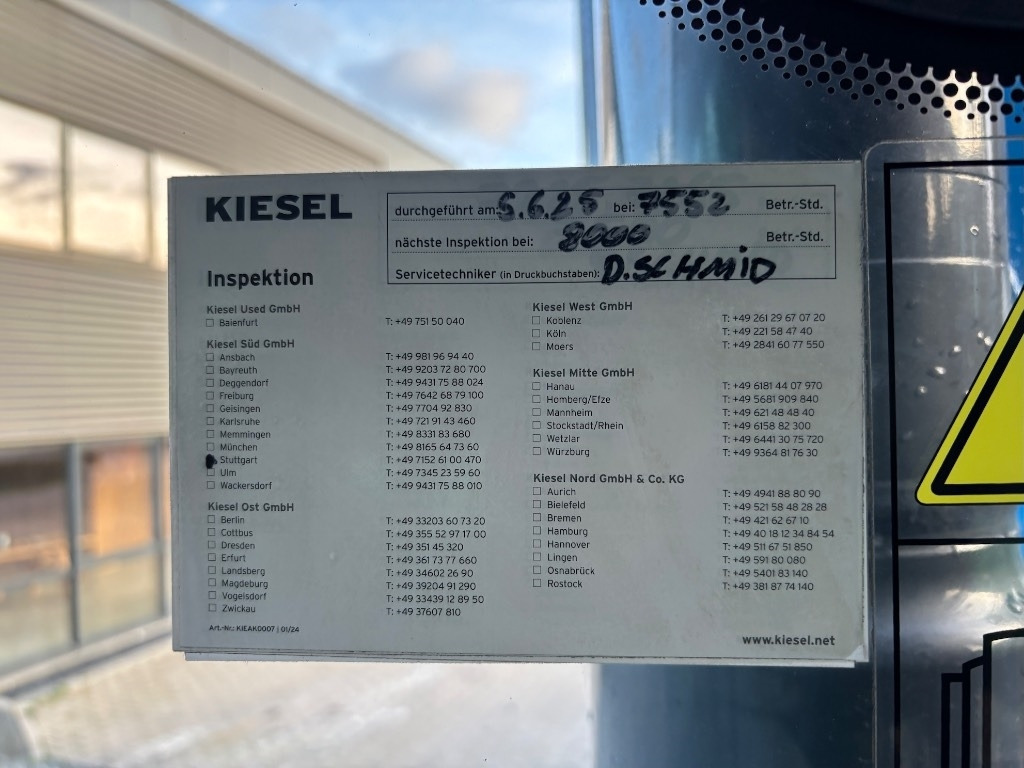 KIESEL
durchgeführt am: 5.6.25 bei: 7552 Betr.-Std.
nächste Inspektion bei: 8000 Betr.-Std.
Servicetechniker (in Druckbuchstaben): D.SCHMID
Inspektion
Kiesel Used GmbH
Baienfurt T: +49 751 50 040
Kiesel Süd GmbH
Ansbach T: +49 981 96 94 40
Bayreuth T: +49 9203 72 80 700
Deggendorf T: +49 9431 75 88 024
Freiburg T: +49 7642 68 79 100
Geisingen T: +49 7704 92 830
Karlsruhe T: +49 721 91 43 460
Memmingen T: +49 8331 83 680
München T: +49 8165 64 73 60
Stuttgart T: +49 7152 61 00 470
Ulm T: +49 7345 23 59 60
Wackersdorf T: +49 9431 75 88 010
Kiesel Ost GmbH
Berlin T: +49 33203 60 73 20
Cottbus T: +49 355 52 97 17 00
Dresden T: +49 351 45 320
Erfurt T: +49 361 73 77 660
Landsberg T: +49 34602 26 90
Magdeburg T: +49 39204 91 290
Vogelsdorf T: +49 33439 12 89 50
Zwickau T: +49 37607 810
Art.-Nr.: KIEAK0007 | 01/24
Kiesel West GmbH
Koblenz T: +49 261 29 67 07 20
Köln T: +49 221 58 47 40
Moers T: +49 2841 60 77 550
Kiesel Mitte GmbH
Hanau T: +49 6181 44 07 970
Homberg/Efze T: +49 5681 909 840
Mannheim T: +49 621 48 48 40
Stockstadt/Rhein T: +49 6158 82 300
Wetzlar T: +49 6441 30 75 720
Würzburg T: +49 9364 81 76 30
Kiesel Nord GmbH & Co. KG
Aurich T: +49 4941 88 80 90
Bielefeld T: +49 521 58 48 28 28
Bremen T: +49 421 62 67 10
Hamburg T: +49 40 18 12 34 84 54
Hannover T: +49 511 67 51 850
Lingen T: +49 591 80 080
Osnabrück T: +49 5401 83 140
Rostock T: +49 381 87 74 140
www.kiesel.net